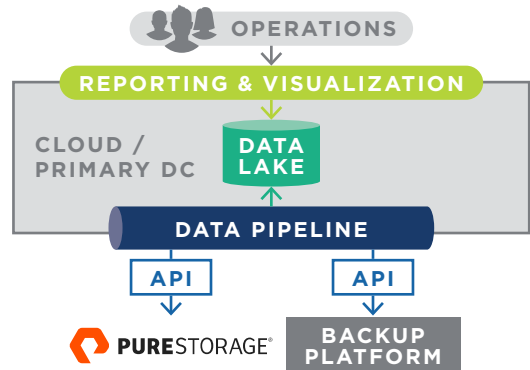 OPERATIONS
REPORTING & VISUALIZATION
CLOUD /
PRIMARY DC
DATA
LAKE
DATA PIPELINE
API
API
PURESTORAGE®
BACKUP
PLATFORM